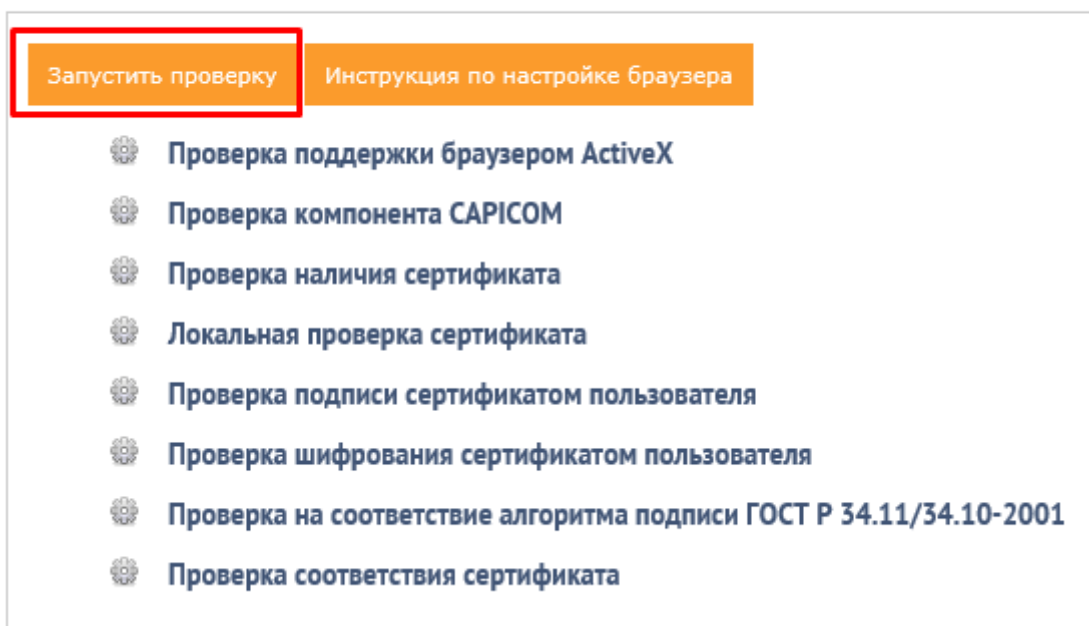 Запустить проверку Инструкция по настройке браузера
Проверка поддержки браузером ActiveX
Проверка компонента CAPICOM
Проверка наличия сертификата
Локальная проверка сертификата
Проверка подписи сертификатом пользователя
Проверка шифрования сертификатом пользователя
Проверка на соответствие алгоритма подписи ГОСТ Р 34.11/34.10-2001
Проверка соответствия сертификата